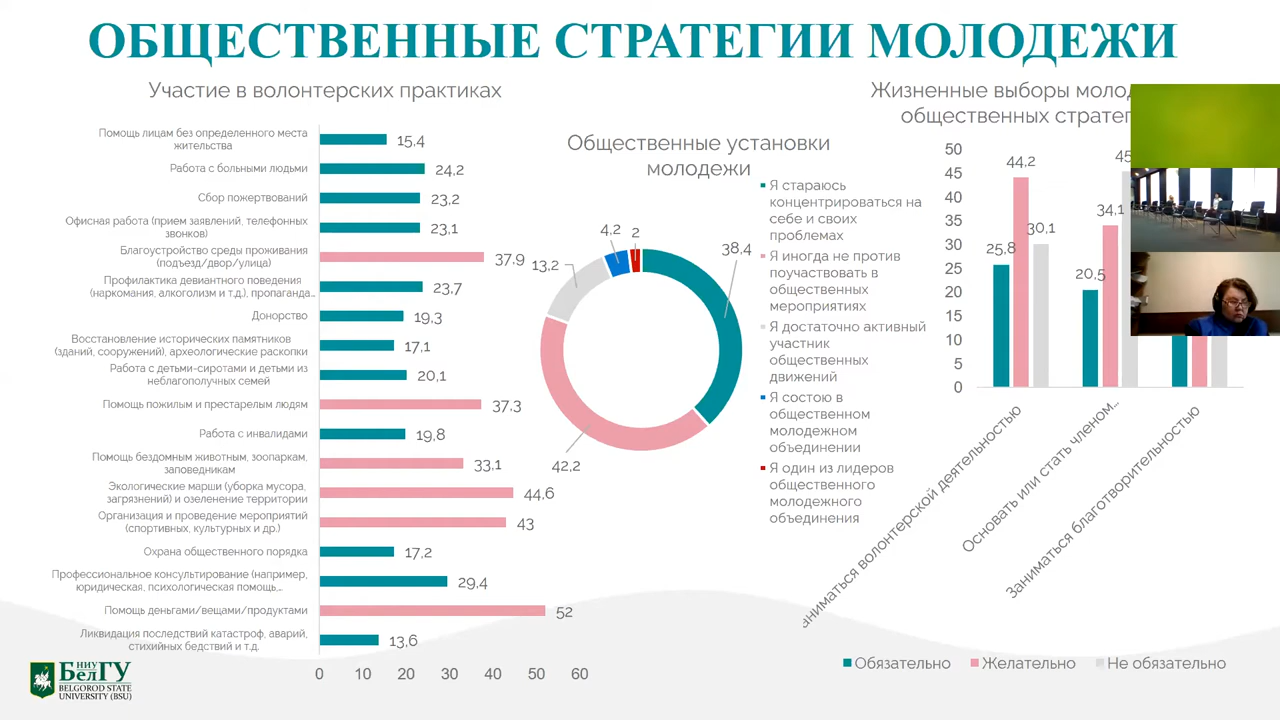 ОБЩЕСТВЕННЫЕ СТРАТЕГИИ МОЛОДЕЖИ
Участие в волонтерских практиках
Помощь лицам без определенного места
жительства
15,4
Работа с больными людьми
24,2
Сбор пожертвований
23,2
Офисная работа (прием заявлений, телефонных
звонков)
23,1
Благоустройство среды проживания
(подъезд/двор/улица)
37,9
Профилактика девиантного поведения
(наркомания, алкоголизм и т.д.), пропаганда...
23,7
Донорство
19,3
Восстановление исторических памятников
(зданий, сооружений), археологические раскопки
17,1
Работа с детьми-сиротами и детьми из
неблагополучных семей
20,1
Помощь пожилым и престарелым людям
37,3
Работа с инвалидами
19,8
Помощь бездомным животным, зоопаркам,
заповедникам
33,1
Экологические марши (уборка мусора,
загрязнений) и озеленение территории
44,6
Организация и проведение мероприятий
(спортивных, культурных и др.)
43
Охрана общественного порядка
17,2
Профессиональное консультирование (например,
юридическая, психологическая помощь,...
29,4
Помощь деньгами/вещами/продуктами
52
Ликвидация последствий катастроф, аварий,
стихийных бедствий и т.д.
13,6
0 10 20 30 40 50 60
Общественные установки
молодежи
4,2
2
13,2
38,4
42,2
Я стараюсь
концентрироваться на
себе и своих
проблемах
Я иногда не против
поучаствовать в
общественных
мероприятиях
Я достаточно активный
участник
общественных
движений
Я состою в
общественном
молодежном
объединении
Я один из лидеров
общественного
молодежного
объединения
Жизненные выборы
общественных
50
45
40
35
30
25
20
15
10
5
0
25,8
44,2
30,1
20,5
34,1
45
аниматься волонтерской деятельностью
Основать или стать членом...
Заниматься благотворительностью
Обязательно Желательно Не обязательно
НИУ
БелГУ
BELGOROD STATE
UNIVERSITY (BSU)